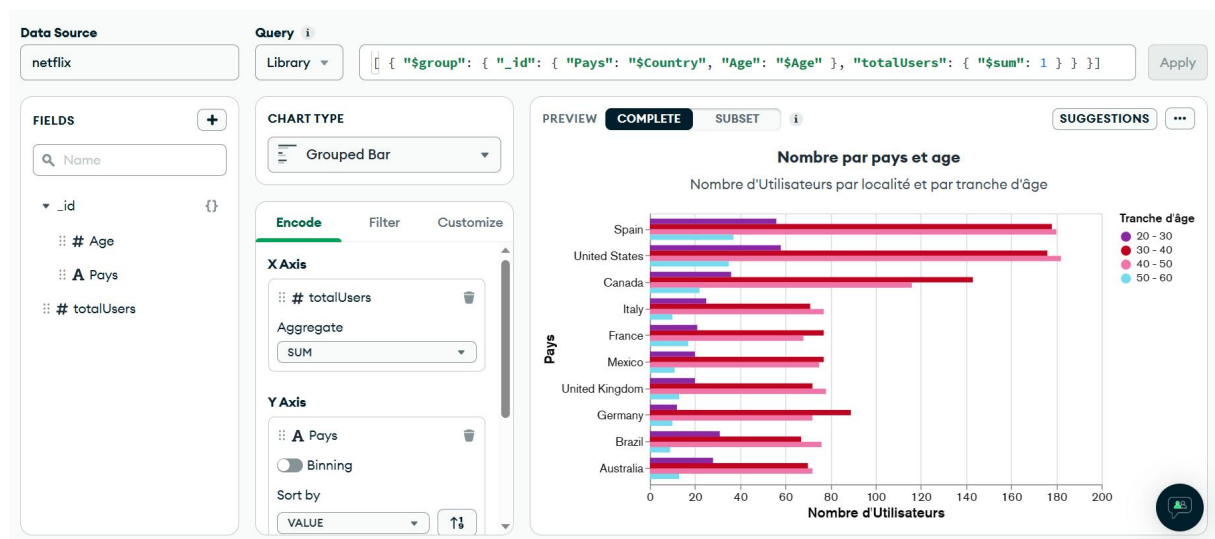 Data Source
Query i
netflix
Library
[ { "$group": { "_id": { "Pays": "$Country", "Age": "$Age" }, "totalUsers": { "$sum": 1 } } }]
Apply
FIELDS
+
Name
_id {}
# Age
A Pays
# totalUsers
CHART TYPE
Grouped Bar
Encode Filter Customize
X Axis
# totalUsers
Aggregate
SUM
Y Axis
A Pays
Binning
Sort by
VALUE
PREVIEW COMPLETE SUBSET i
SUGGESTIONS ...
Nombre par pays et age
Nombre d'Utilisateurs par localité et par tranche d'âge
Pays
Spain
United States
Canada
Italy
France
Mexico
United Kingdom
Germany
Brazil
Australia
0 20 40 60 80 100 120 140 160 180 200
Nombre d'Utilisateurs
Tranche d'âge
20 - 30
30 - 40
40 - 50
50 - 60